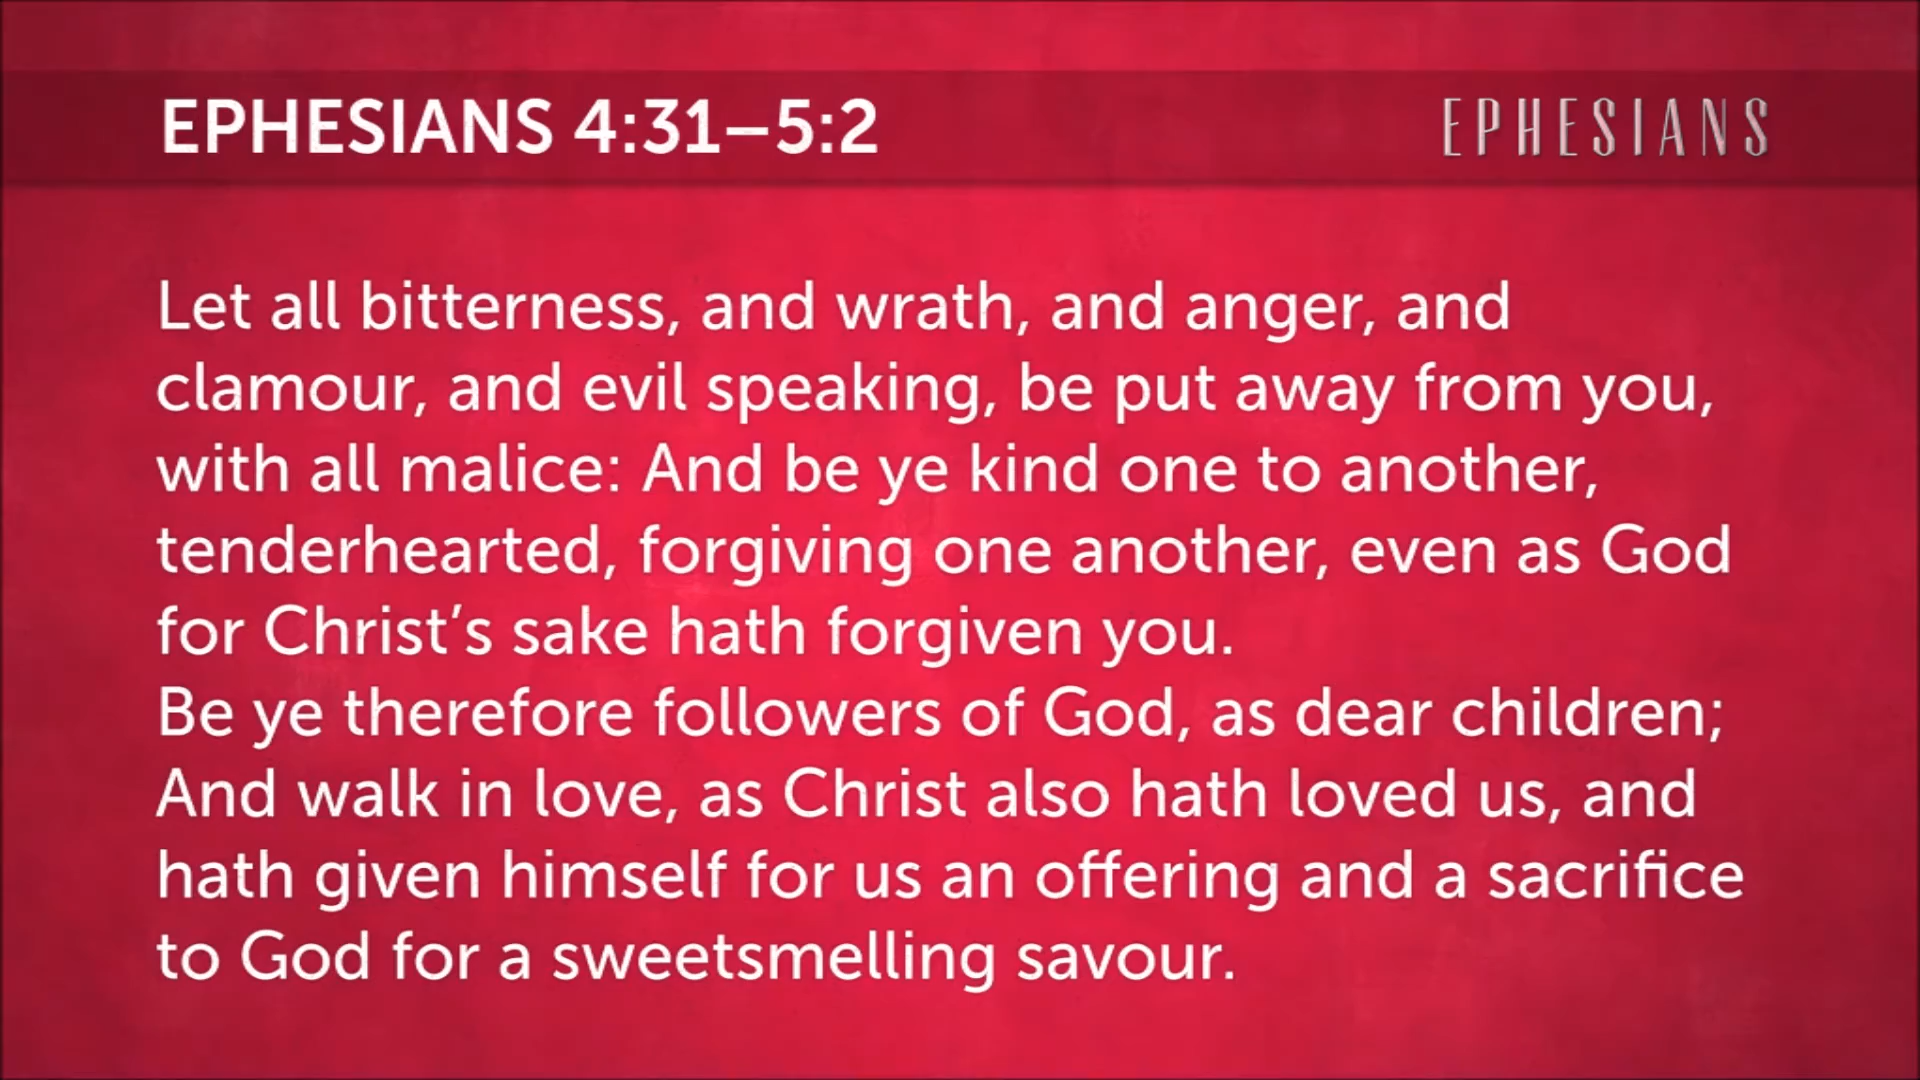 EPHESIANS 4:31–5:2
EPHESIANS
Let all bitterness, and wrath, and anger, and
clamour, and evil speaking, be put away from you,
with all malice: And be ye kind one to another,
tenderhearted, forgiving one another, even as God
for Christ’s sake hath forgiven you.
Be ye therefore followers of God, as dear children;
And walk in love, as Christ also hath loved us, and
hath given himself for us an offering and a sacrifice
to God for a sweetsmelling savour.